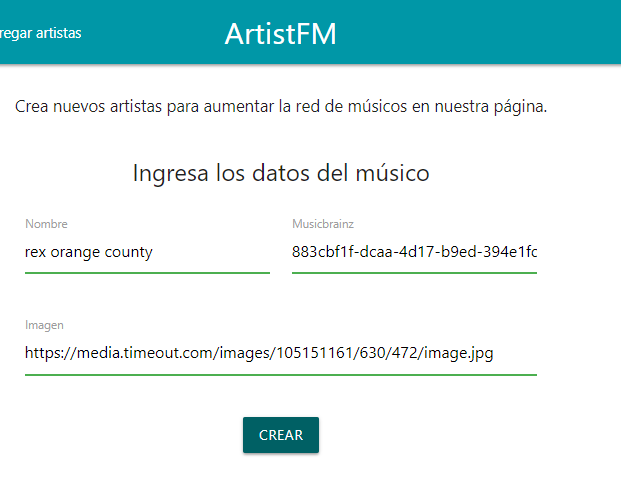 regar artistas
ArtistFM
Crea nuevos artistas para aumentar la red de músicos en nuestra página.
Ingresa los datos del músico
Nombre
Musicbrainz
rex orange county
883cbf1f-dcaa-4d17-b9ed-394e1fc
Imagen
https://media.timeout.com/images/105151161/630/472/image.jpg
CREAR